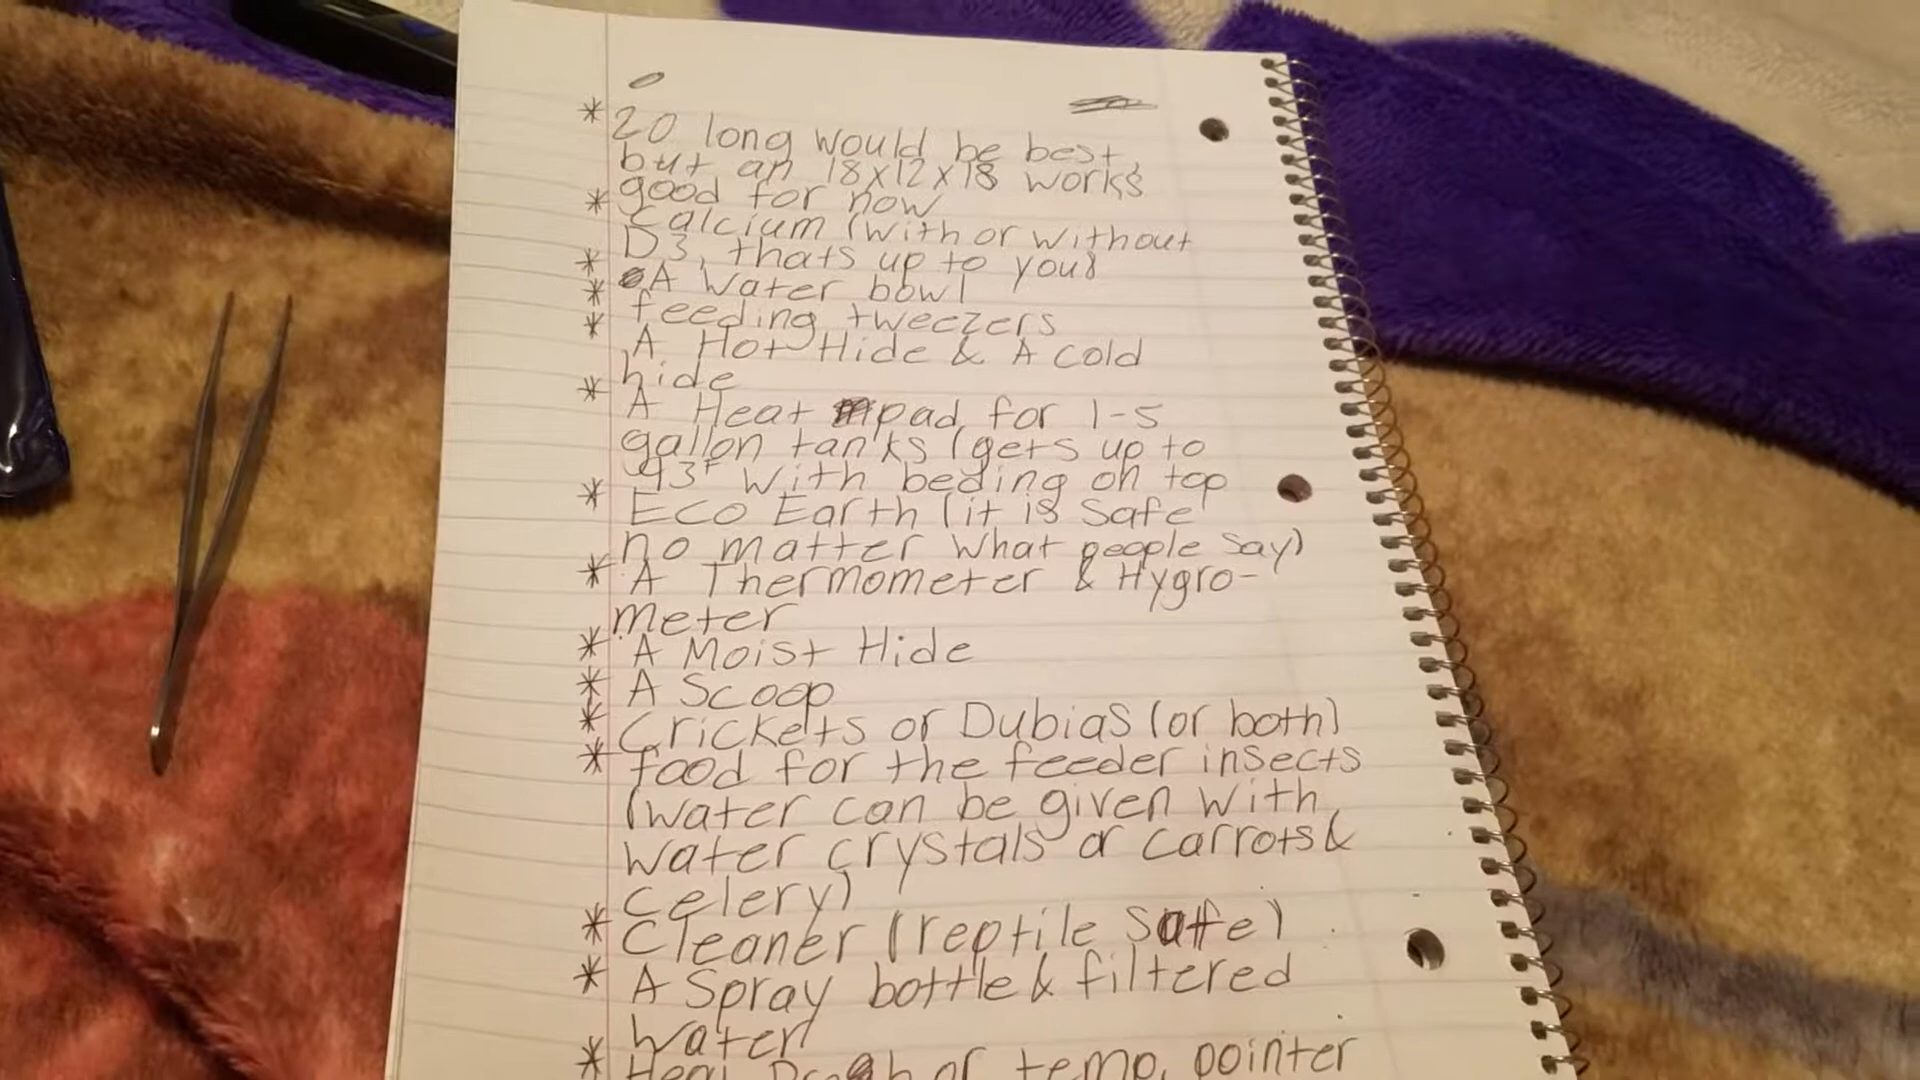 * 20 long would be best,
but an 18x12x18 works
good for now
* Calcium (with or without
D3, thats up to you)
* A Water bowl
* feeding tweezers
* A Hot Hide & A cold
hide
* A Heat pad for 1-5
gallon tanks (gets up to
93° with beding on top
* Eco Earth (it is safe
no matter what people say)
* A Thermometer & Hygro-
meter
* A Moist Hide
* A Scoop
* Crickets or Dubias (or both)
* food for the feeder insects
(water can be given with
water crystals or carrots &
celery)
* Cleaner (reptile safe)
* A Spray bottle & filtered
water
* or temp. pointer